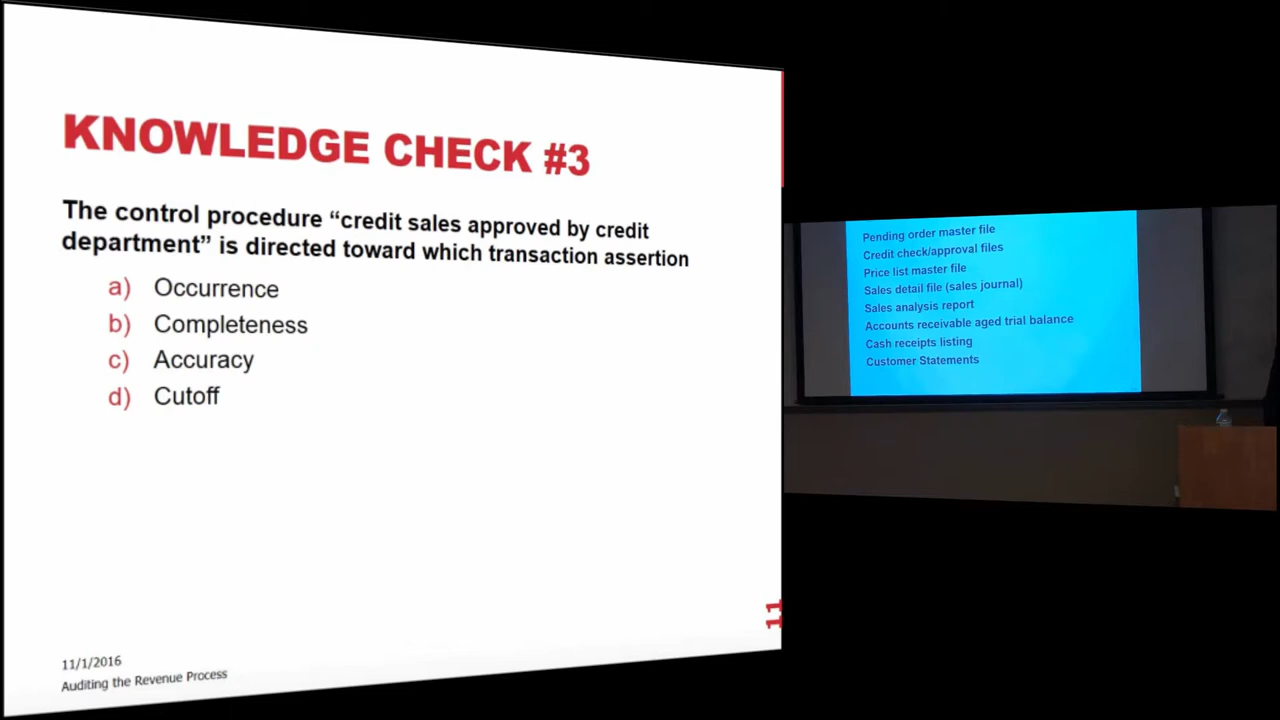 KNOWLEDGE CHECK #3
The control procedure “credit sales approved by credit
department” is directed toward which transaction assertion
a) Occurrence
b) Completeness
c) Accuracy
d) Cutoff
11
11/1/2016
Auditing the Revenue Process
Pending order master file
Credit check/approval files
Price list master file
Sales detail file (sales journal)
Sales analysis report
Accounts receivable aged trial balance
Cash receipts listing
Customer Statements